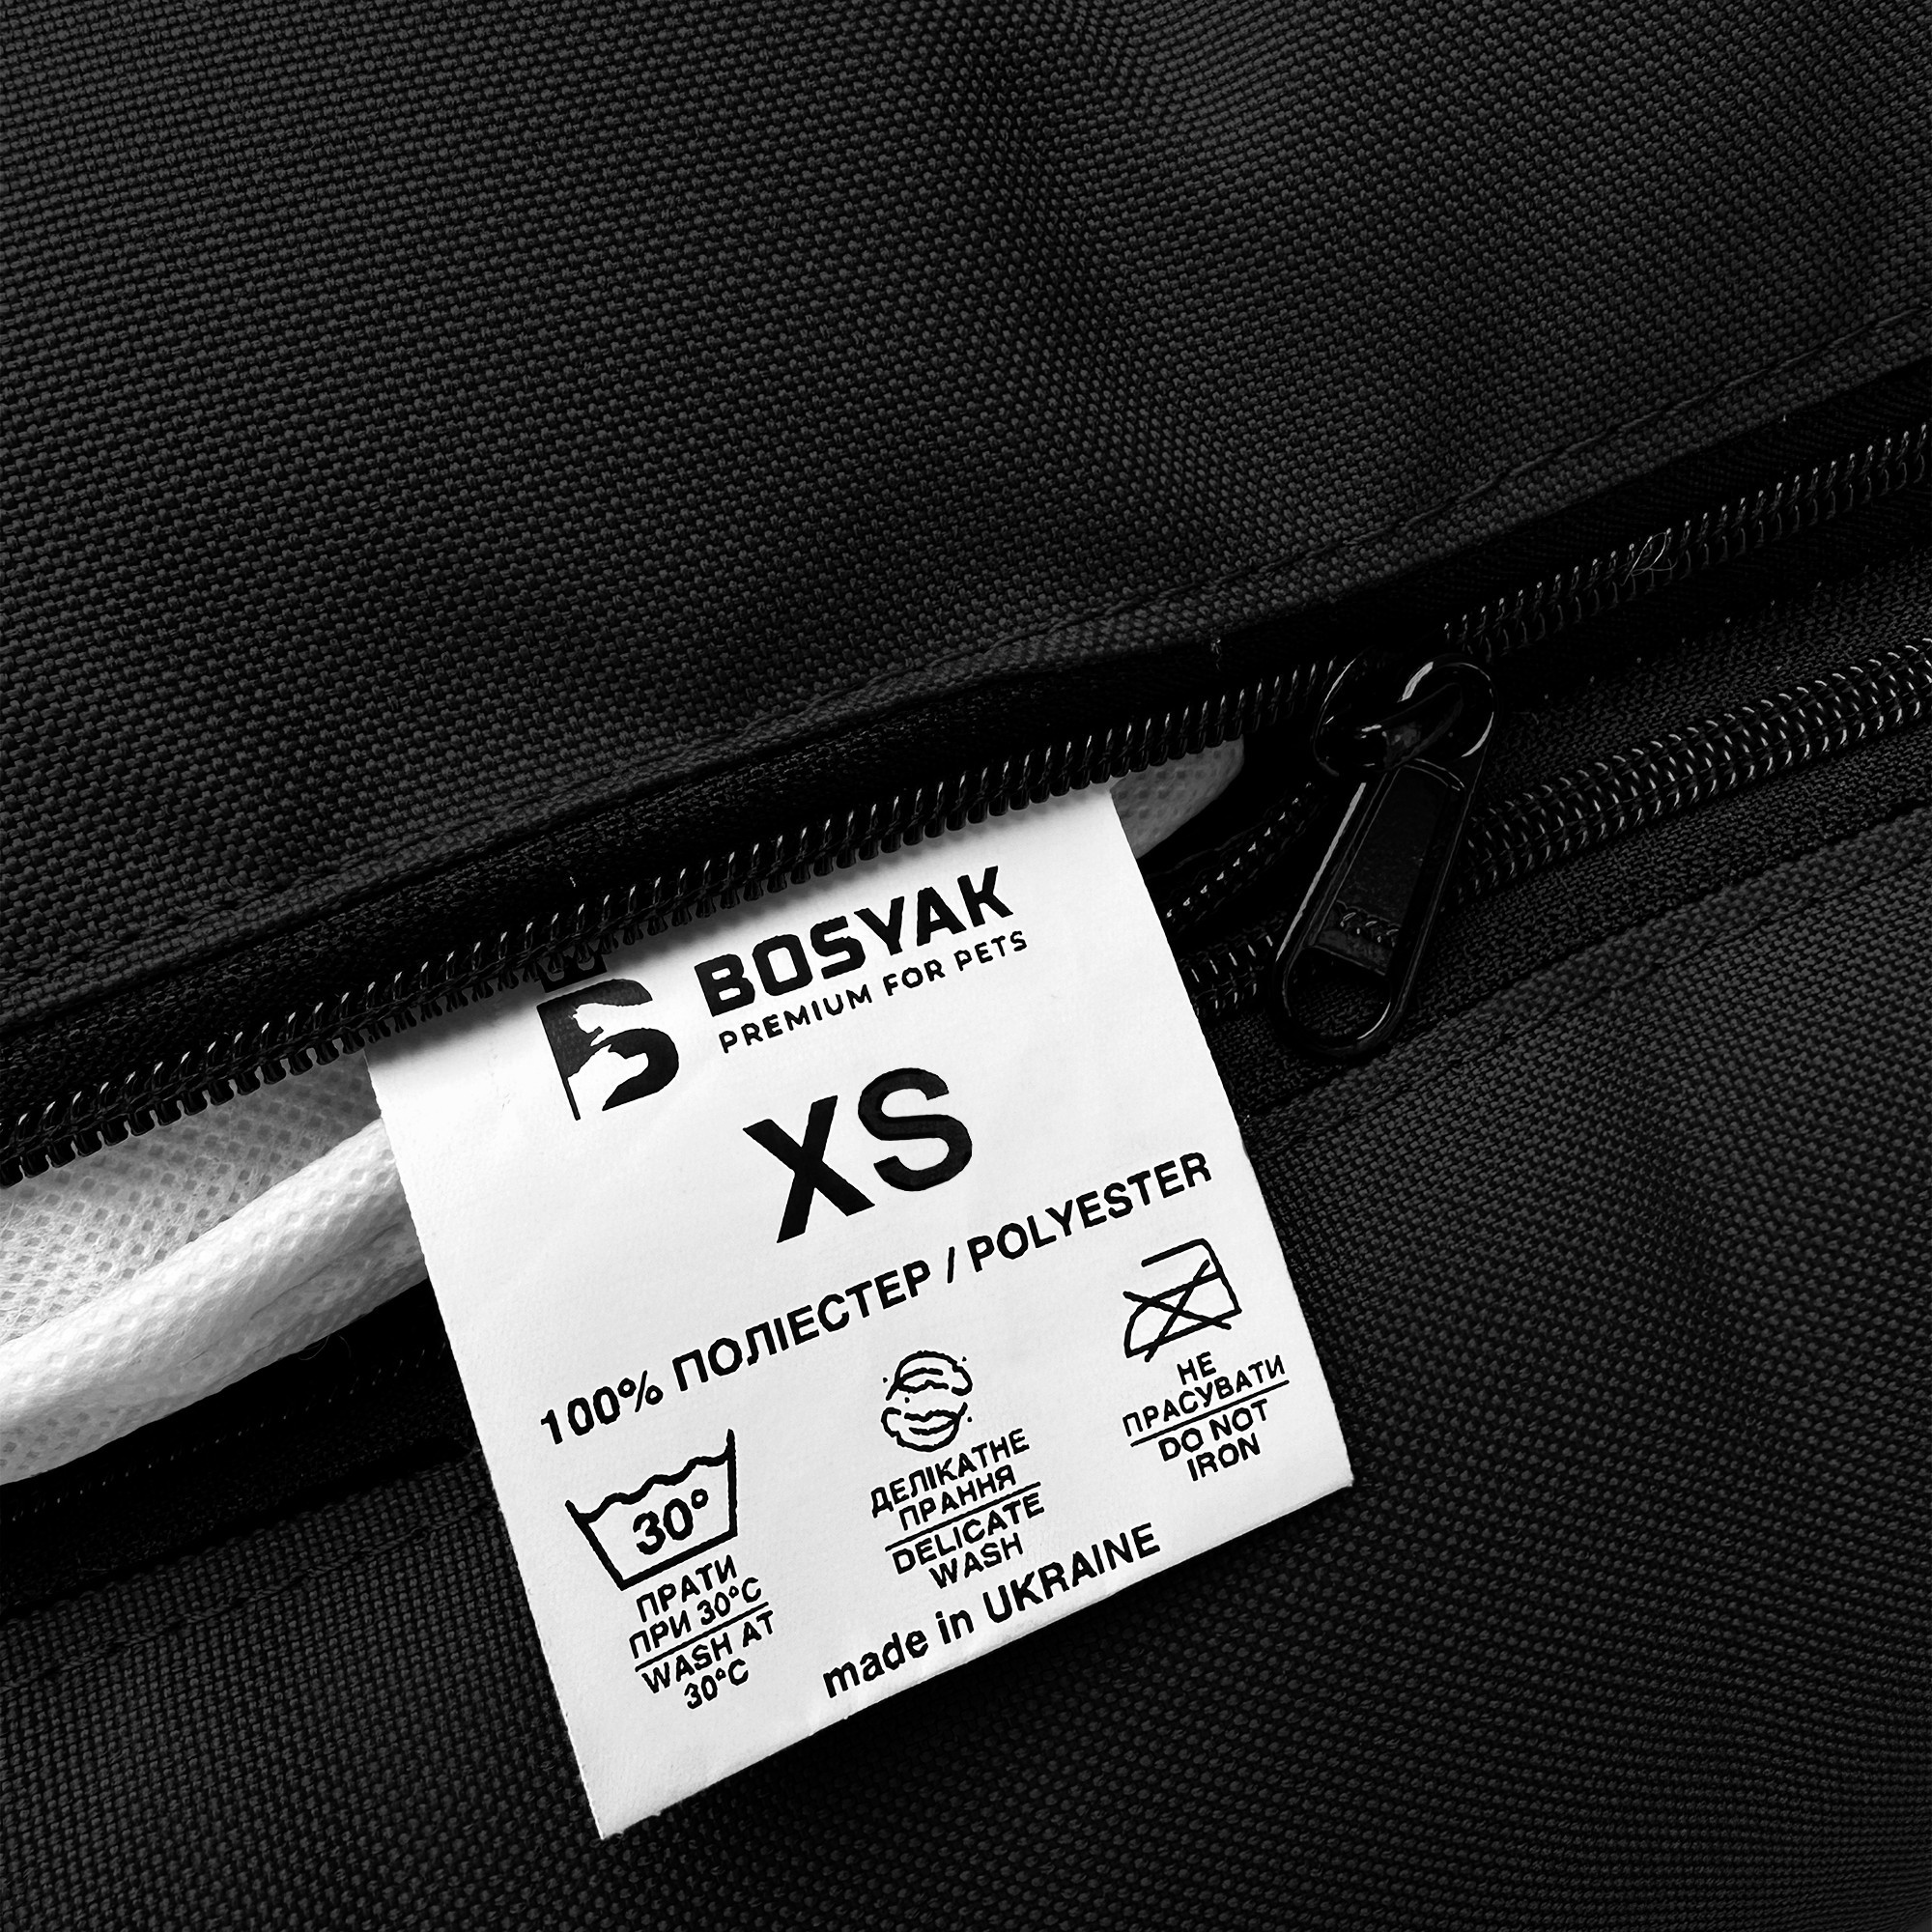 BOSYAK
PREMIUM FOR PETS
XS
100% ПОЛІЕСТЕР / POLYESTER
30°
ПРАТИ
ПРИ 30°C
WASH AT
30°C
ДЕЛІКАТНЕ
ПРАННЯ
DELICATE
WASH
НЕ
ПРАСУВАТИ
DO NOT
IRON
made in UKRAINE